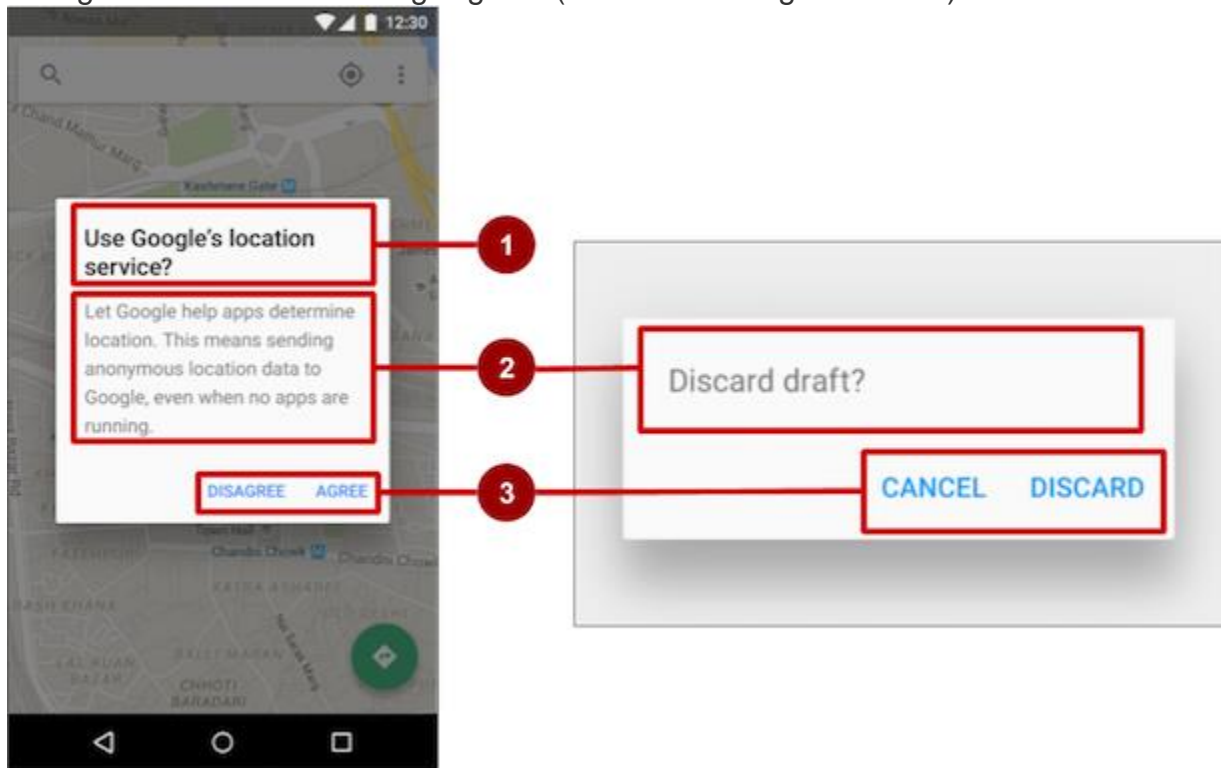 12:30
Kashmere Gate M
Use Google's location
service?
Let Google help apps determine
location. This means sending
anonymous location data to
Google, even when no apps are
running.
DISAGREE AGREE
Chandni Chowk M
CHHOTI
BARADARI
1
2
3
Discard draft?
CANCEL DISCARD